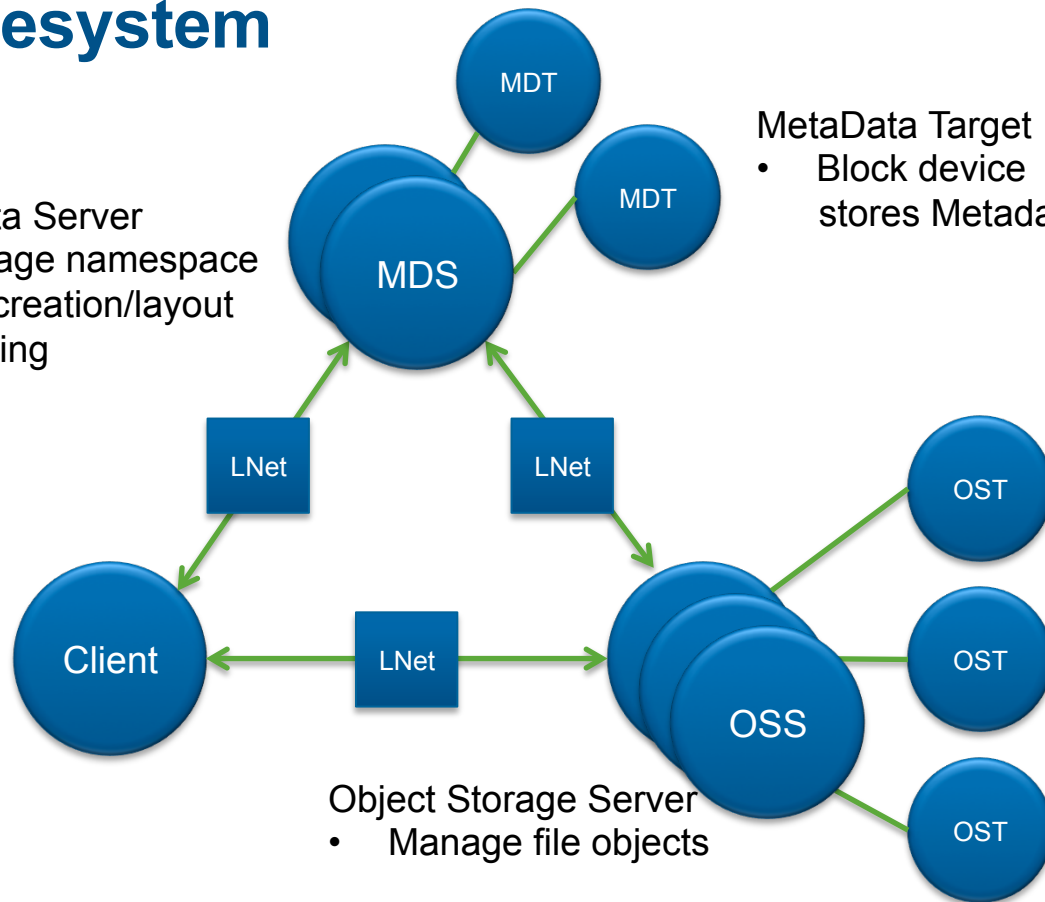 esystem
MDT
MetaData Target
• Block device
stores Metada
MDT
ta Server
age namespace
creation/layout
ing
MDS
LNet
LNet
OST
Client
LNet
OST
OSS
Object Storage Server
• Manage file objects
OST